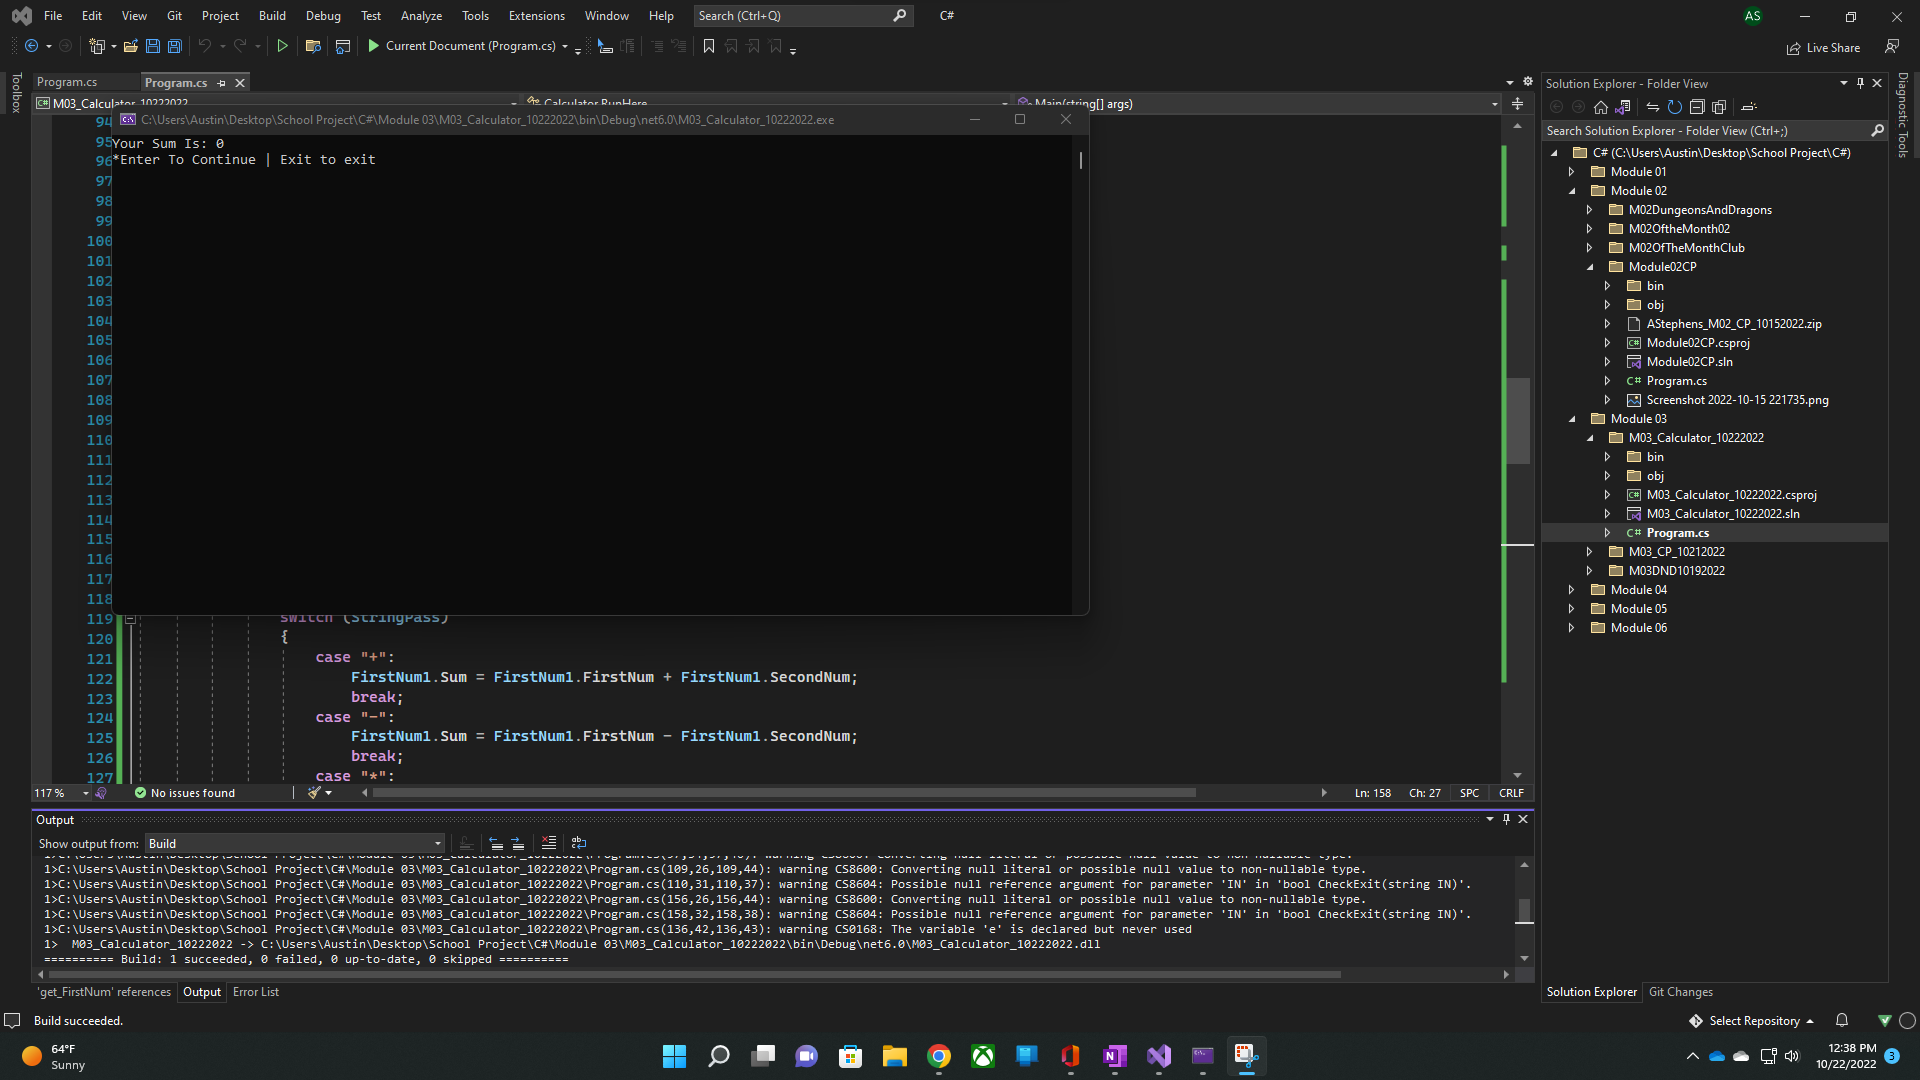 File Edit View Git Project Build Debug Test Analyze Tools Extensions Window Help Search (Ctrl+Q) C# AS
Current Document (Program.cs) Live Share
Toolbox
Program.cs Program.cs
M03_Calculator_10222022 Calculator.RunHere Main(string[] args)
C:\Users\Austin\Desktop\School Project\C#\Module 03\M03_Calculator_10222022\bin\Debug\net6.0\M03_Calculator_10222022.exe
Your Sum Is: 0
*Enter To Continue | Exit to exit
94
95
96
97
98
99
100
101
102
103
104
105
106
107
108
109
110
111
112
113
114
115
116
117
118
119 switch (StringPass)
120 {
121 case "+":
122 FirstNum1.Sum = FirstNum1.FirstNum + FirstNum1.SecondNum;
123 break;
124 case "-":
125 FirstNum1.Sum = FirstNum1.FirstNum - FirstNum1.SecondNum;
126 break;
127 case "*":
117 % No issues found Ln: 158 Ch: 27 SPC CRLF
Output
Show output from: Build
1>C:\Users\Austin\Desktop\School Project\C#\Module 03\M03_Calculator_10222022\Program.cs(109,26,109,44): warning CS8600: Converting null literal or possible null value to non-nullable type.
1>C:\Users\Austin\Desktop\School Project\C#\Module 03\M03_Calculator_10222022\Program.cs(110,31,110,37): warning CS8604: Possible null reference argument for parameter 'IN' in 'bool CheckExit(string IN)'.
1>C:\Users\Austin\Desktop\School Project\C#\Module 03\M03_Calculator_10222022\Program.cs(156,26,156,44): warning CS8600: Converting null literal or possible null value to non-nullable type.
1>C:\Users\Austin\Desktop\School Project\C#\Module 03\M03_Calculator_10222022\Program.cs(158,32,158,38): warning CS8604: Possible null reference argument for parameter 'IN' in 'bool CheckExit(string IN)'.
1>C:\Users\Austin\Desktop\School Project\C#\Module 03\M03_Calculator_10222022\Program.cs(136,42,136,43): warning CS0168: The variable 'e' is declared but never used
1> M03_Calculator_10222022 -> C:\Users\Austin\Desktop\School Project\C#\Module 03\M03_Calculator_10222022\bin\Debug\net6.0\M03_Calculator_10222022.dll
========== Build: 1 succeeded, 0 failed, 0 up-to-date, 0 skipped ==========
'get_FirstNum' references Output Error List
Solution Explorer - Folder View
Search Solution Explorer - Folder View (Ctrl+;)
C# (C:\Users\Austin\Desktop\School Project\C#)
Module 01
Module 02
M02DungeonsAndDragons
M02OftheMonth02
M02OfTheMonthClub
Module02CP
bin
obj
AStephens_M02_CP_10152022.zip
Module02CP.csproj
Module02CP.sln
C# Program.cs
Screenshot 2022-10-15 221735.png
Module 03
M03_Calculator_10222022
bin
obj
M03_Calculator_10222022.csproj
M03_Calculator_10222022.sln
C# Program.cs
M03_CP_10212022
M03DND10192022
Module 04
Module 05
Module 06
Solution Explorer Git Changes
Diagnostic Tools
Build succeeded. Select Repository
64°F
Sunny
12:38 PM
10/22/2022
3